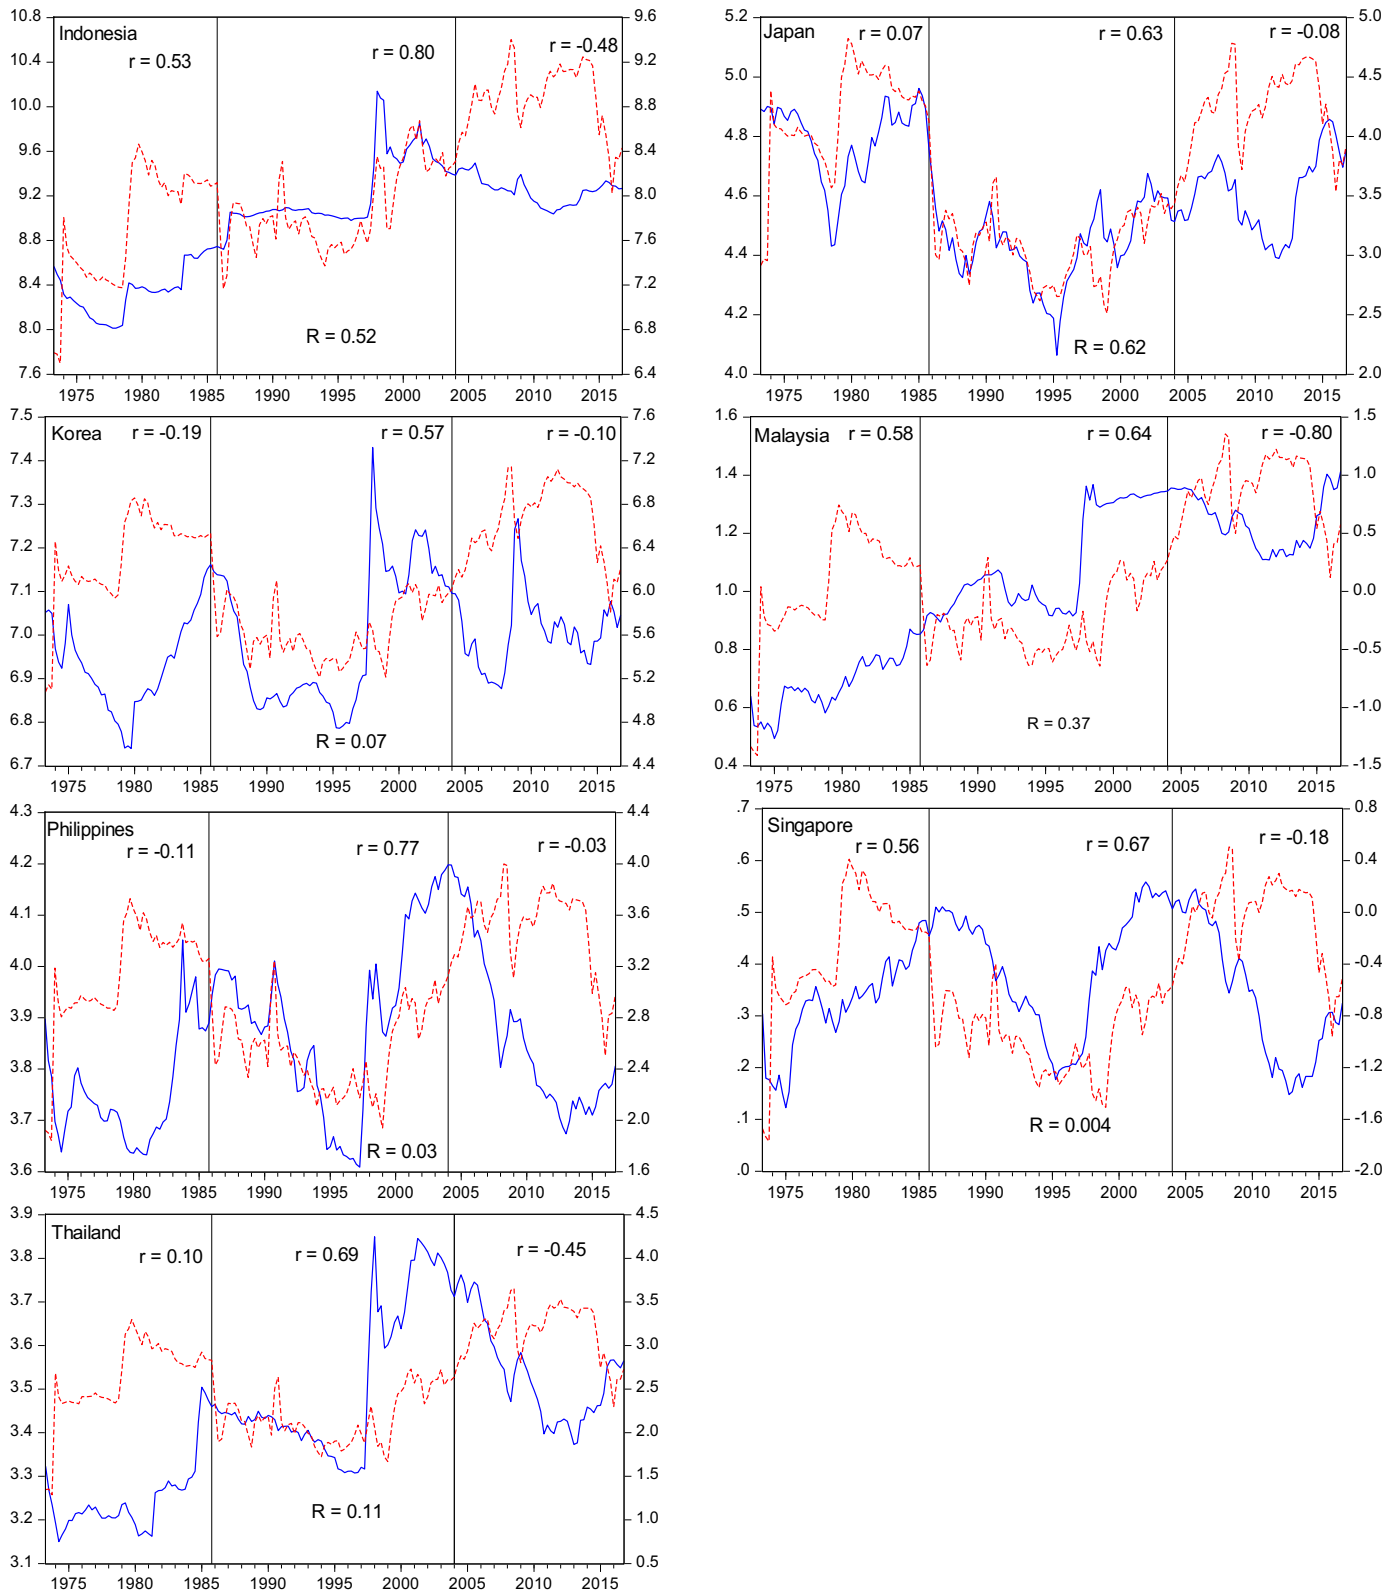 Indonesia
r = 0.53
r = 0.80
r = -0.48
R = 0.52
10.8
10.4
10.0
9.6
9.2
8.8
8.4
8.0
7.6
9.6
9.2
8.8
8.4
8.0
7.6
7.2
6.8
6.4
1975 1980 1985 1990 1995 2000 2005 2010 2015
Japan
r = 0.07
r = 0.63
r = -0.08
R = 0.62
5.2
5.0
4.8
4.6
4.4
4.2
4.0
5.0
4.5
4.0
3.5
3.0
2.5
2.0
1975 1980 1985 1990 1995 2000 2005 2010 2015
Korea
r = -0.19
r = 0.57
r = -0.10
R = 0.07
7.5
7.4
7.3
7.2
7.1
7.0
6.9
6.8
6.7
7.6
7.2
6.8
6.4
6.0
5.6
5.2
4.8
4.4
1975 1980 1985 1990 1995 2000 2005 2010 2015
Malaysia
r = 0.58
r = 0.64
r = -0.80
R = 0.37
1.6
1.4
1.2
1.0
0.8
0.6
0.4
1.5
1.0
0.5
0.0
-0.5
-1.0
-1.5
1975 1980 1985 1990 1995 2000 2005 2010 2015
Philippines
r = -0.11
r = 0.77
r = -0.03
R = 0.03
4.3
4.2
4.1
4.0
3.9
3.8
3.7
3.6
4.4
4.0
3.6
3.2
2.8
2.4
2.0
1.6
1975 1980 1985 1990 1995 2000 2005 2010 2015
Singapore
r = 0.56
r = 0.67
r = -0.18
R = 0.004
.7
.6
.5
.4
.3
.2
.1
.0
0.8
0.4
0.0
-0.4
-0.8
-1.2
-1.6
-2.0
1975 1980 1985 1990 1995 2000 2005 2010 2015
Thailand
r = 0.10
r = 0.69
r = -0.45
R = 0.11
3.9
3.8
3.7
3.6
3.5
3.4
3.3
3.2
3.1
4.5
4.0
3.5
3.0
2.5
2.0
1.5
1.0
0.5
1975 1980 1985 1990 1995 2000 2005 2010 2015